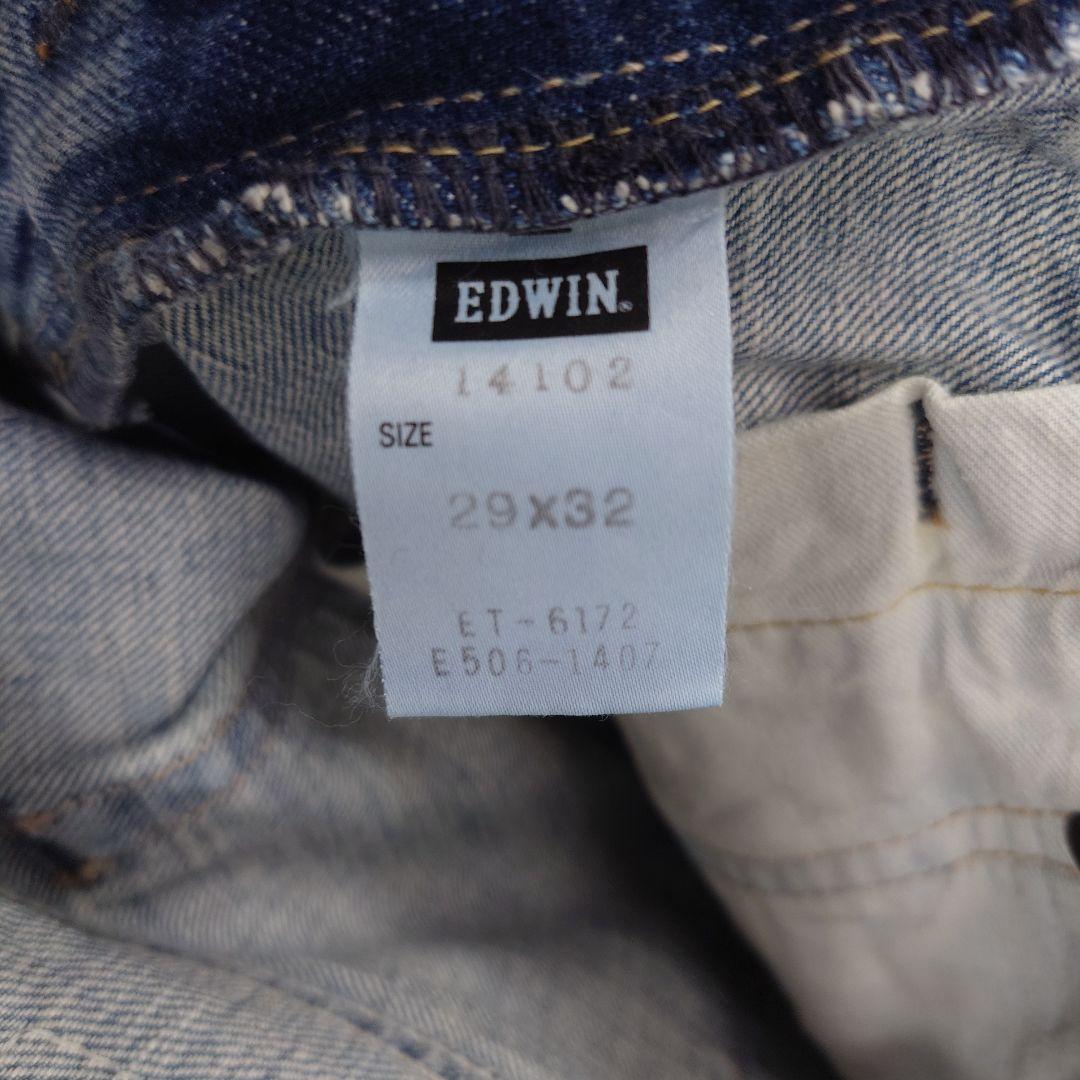 EDWIN
14102
SIZE
29x32
ET-6172
E506-1407